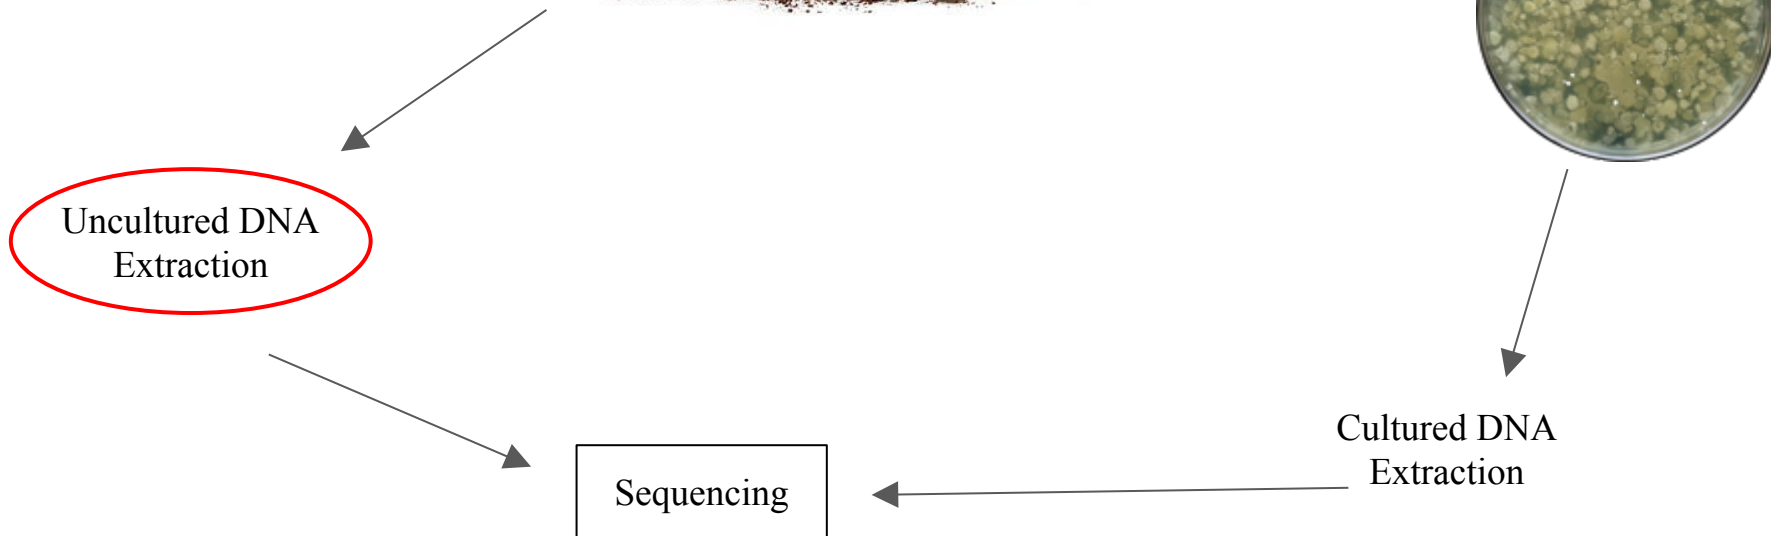 Uncultured DNA
Extraction
Cultured DNA
Extraction
Sequencing